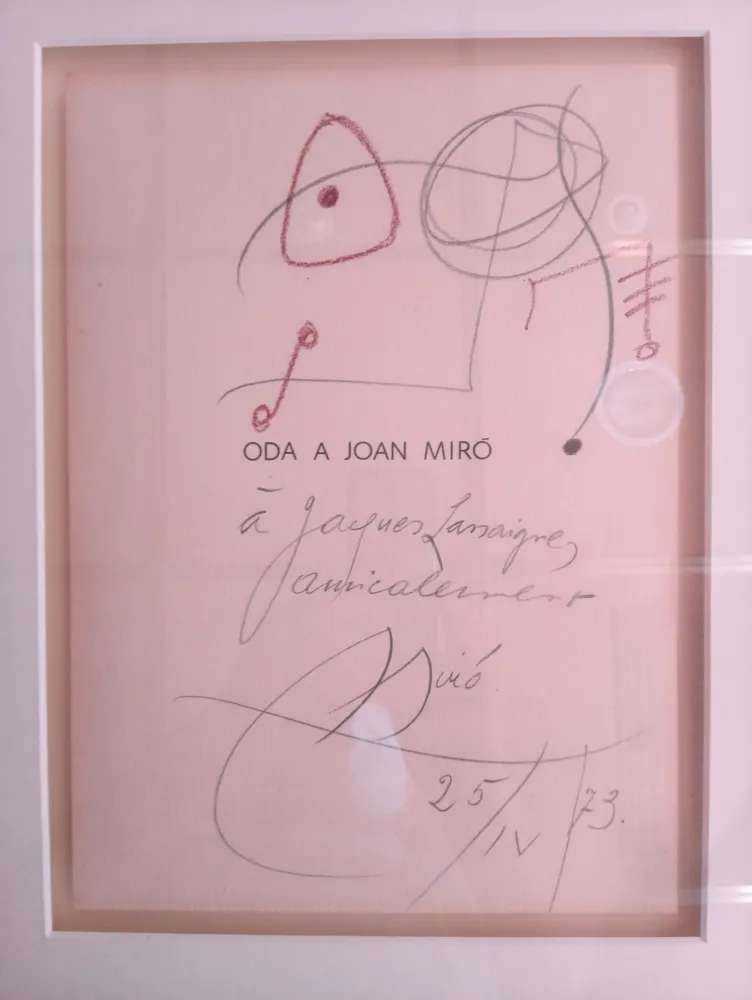 ODA A JOAN MIRÓ
à Jacques Lassaigne,
amicalement
Miró
25/IV/73.